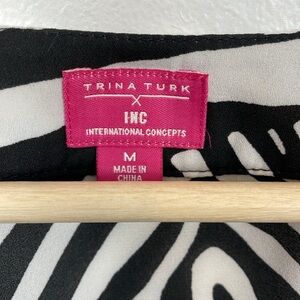 TRINA TURK
X
INC
INTERNATIONAL CONCEPTS
M
MADE IN
CHINA